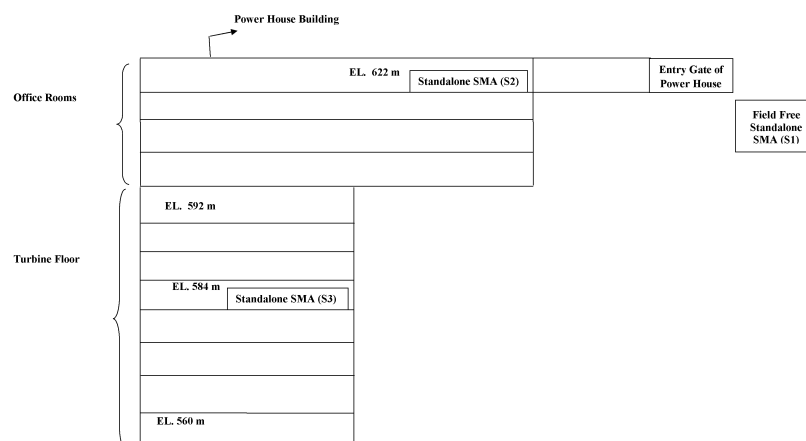 Power House Building
EL. 622 m
Standalone SMA (S2)
Entry Gate of
Power House
Office Rooms
Field Free
Standalone
SMA (S1)
EL. 592 m
Turbine Floor
EL. 584 m
Standalone SMA (S3)
EL. 560 m